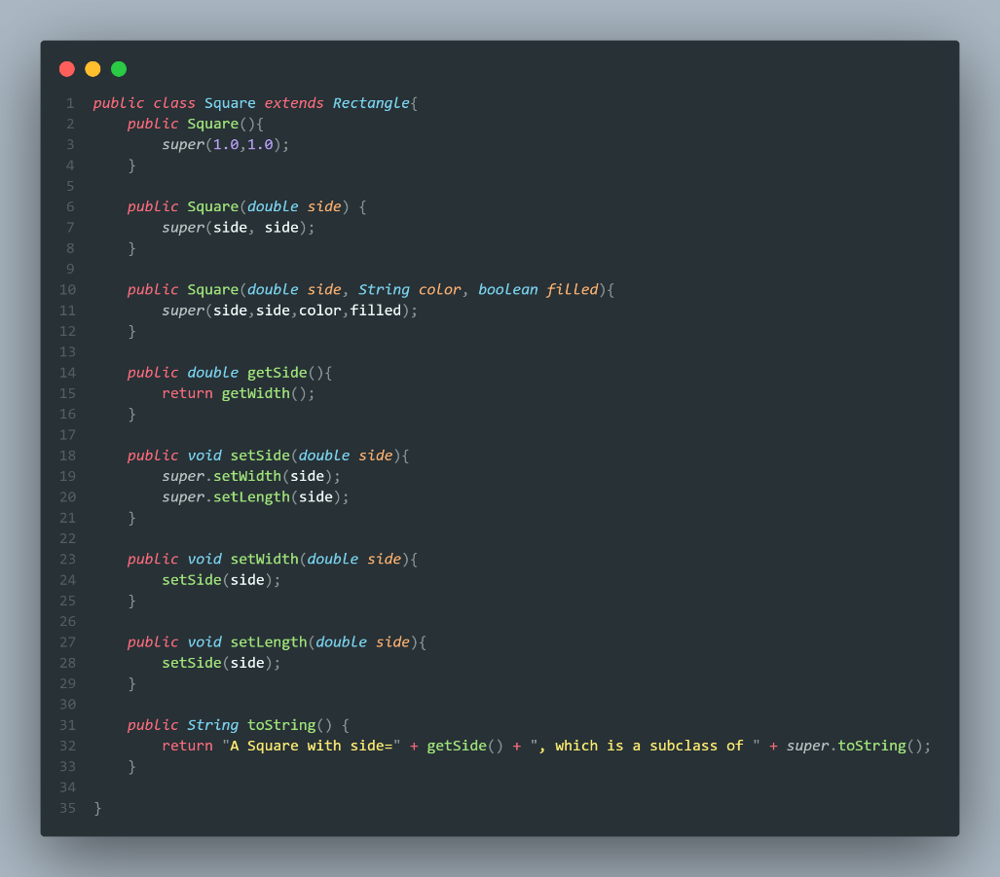 1 public class Square extends Rectangle{
2     public Square(){
3         super(1.0,1.0);
4     }
5
6     public Square(double side) {
7         super(side, side);
8     }
9
10     public Square(double side, String color, boolean filled){
11         super(side,side,color,filled);
12     }
13
14     public double getSide(){
15         return getWidth();
16     }
17
18     public void setSide(double side){
19         super.setWidth(side);
20         super.setLength(side);
21     }
22
23     public void setWidth(double side){
24         setSide(side);
25     }
26
27     public void setLength(double side){
28         setSide(side);
29     }
30
31     public String toString() {
32         return "A Square with side=" + getSide() + ", which is a subclass of " + super.toString();
33     }
34
35 }